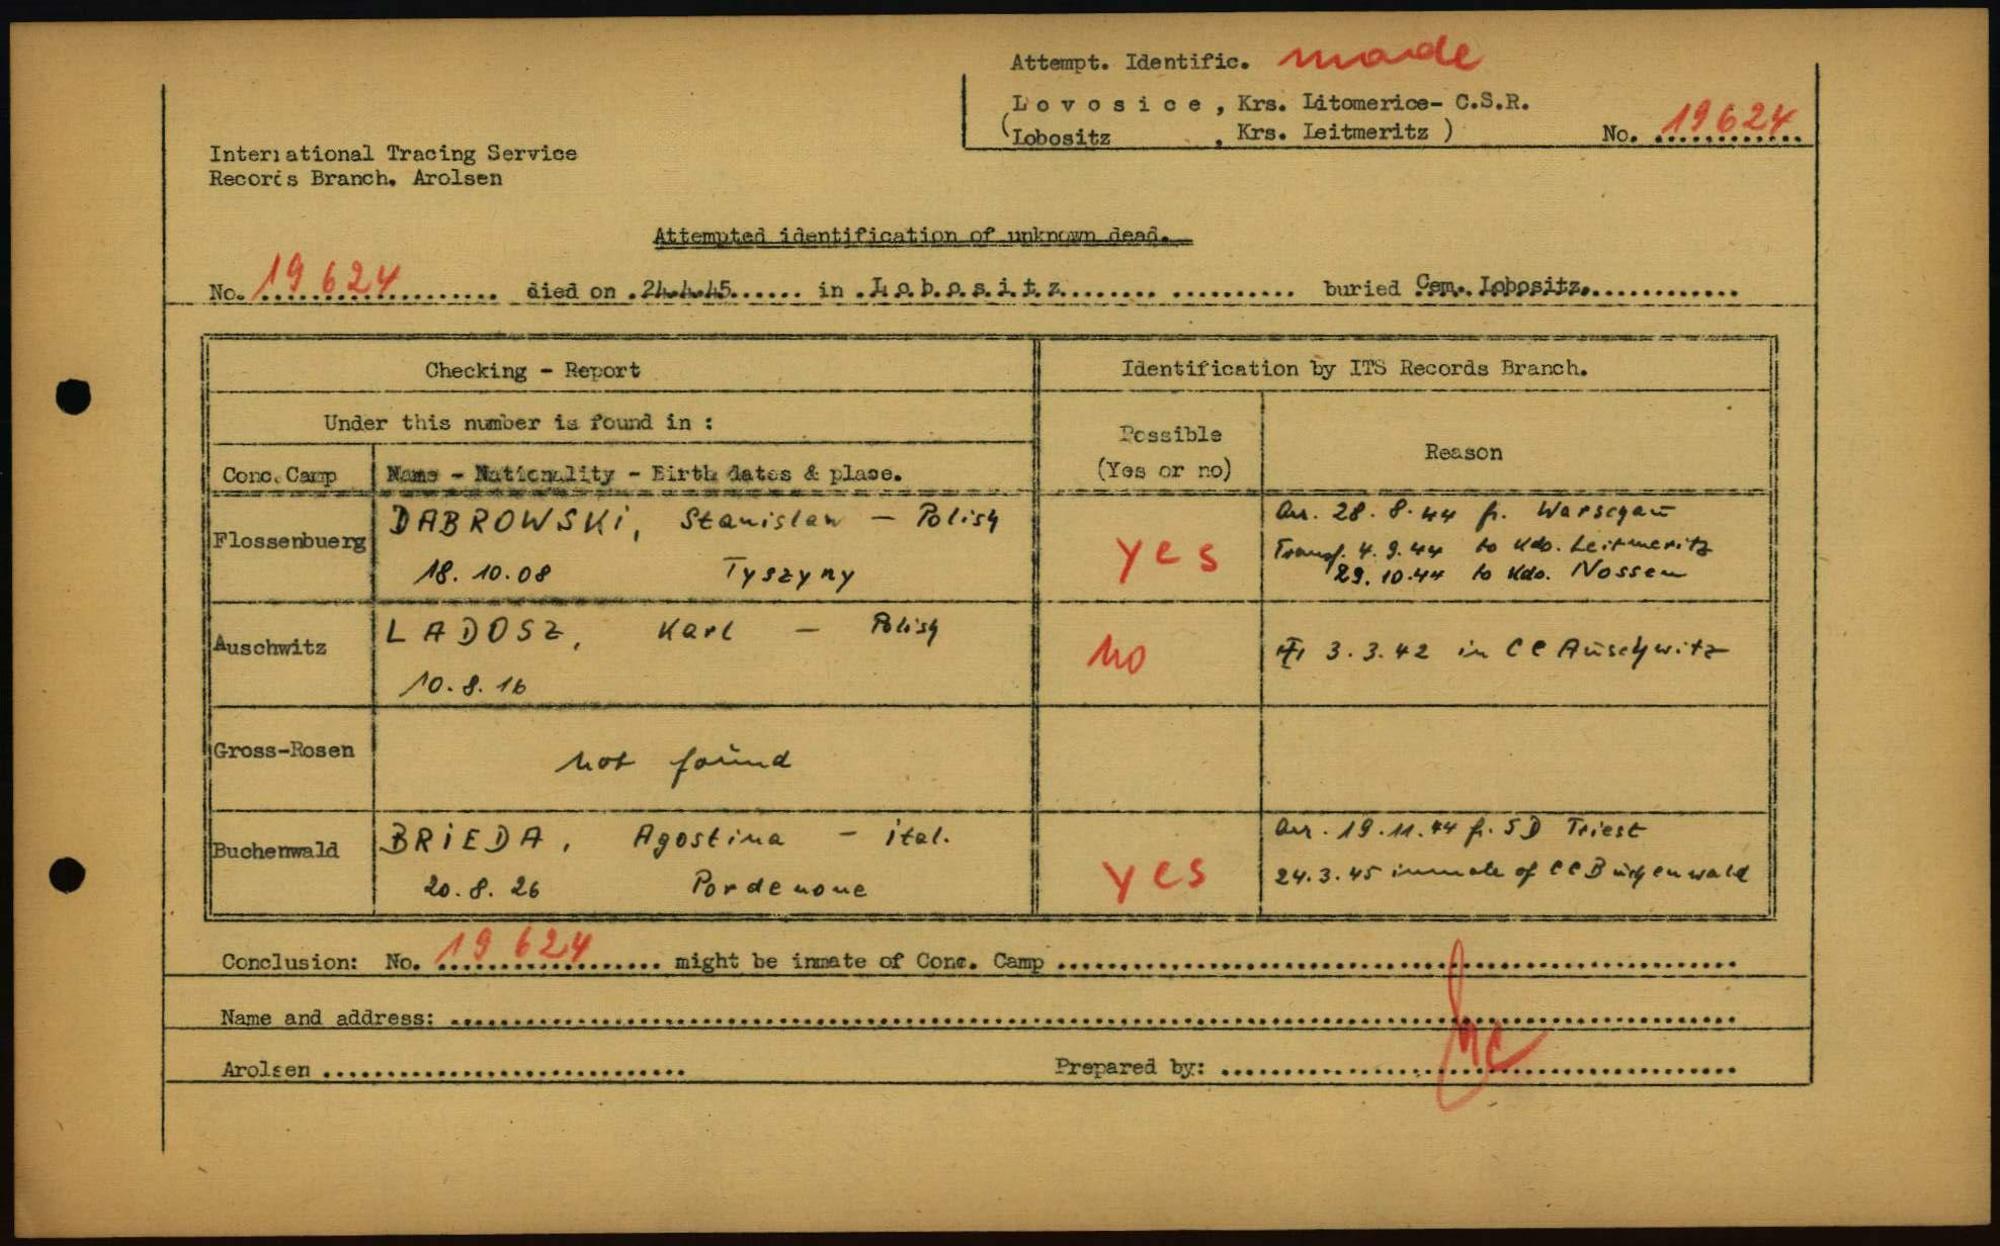 Attempt. Identific. made
Lovosice, Krs. Litomerice- C.S.R.
(Lobositz , Krs. Leitmeritz ) No. 19624
International Tracing Service
Records Branch. Arolsen
Attempted identification of unknown dead.
No. 19624 died on 24.4.45 in Lobositz buried Cem. Lobositz.
Checking - Report
Identification by ITS Records Branch.
Under this number is found in :
Possible
(Yes or no)
Reason
Conc. Camp Name - Nationality - Birth dates & place.
Flossenbuerg DABROWSKI, Stanislaw - Polish
18. 10. 08 Tyszyny
yes
Arr. 28. 8. 44 fr. Warschau
Transf. 4. 9. 44 to Kdo. Leitmeritz
29. 10. 44 to Kdo. Nossen
Auschwitz LADOSZ, Karl - Polish
10. 8. 16
no
3. 3. 42 in CC Auschwitz
Gross-Rosen not found
Buchenwald BRIEDA, Agostina - ital.
20. 8. 26 Pordenone
yes
Arr. 19. 11. 44 fr. SD Triest
24. 3. 45 inmate of CC Buchenwald
Conclusion: No. 19624 might be inmate of Conc. Camp
Name and address:
Arolsen Prepared by: